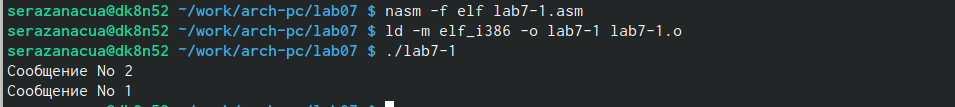 serazanacua@dk8n52 ~/work/arch-pc/lab07 $ nasm -f elf lab7-1.asm
serazanacua@dk8n52 ~/work/arch-pc/lab07 $ ld -m elf_i386 -o lab7-1 lab7-1.o
serazanacua@dk8n52 ~/work/arch-pc/lab07 $ ./lab7-1
Сообщение No 2
Сообщение No 1